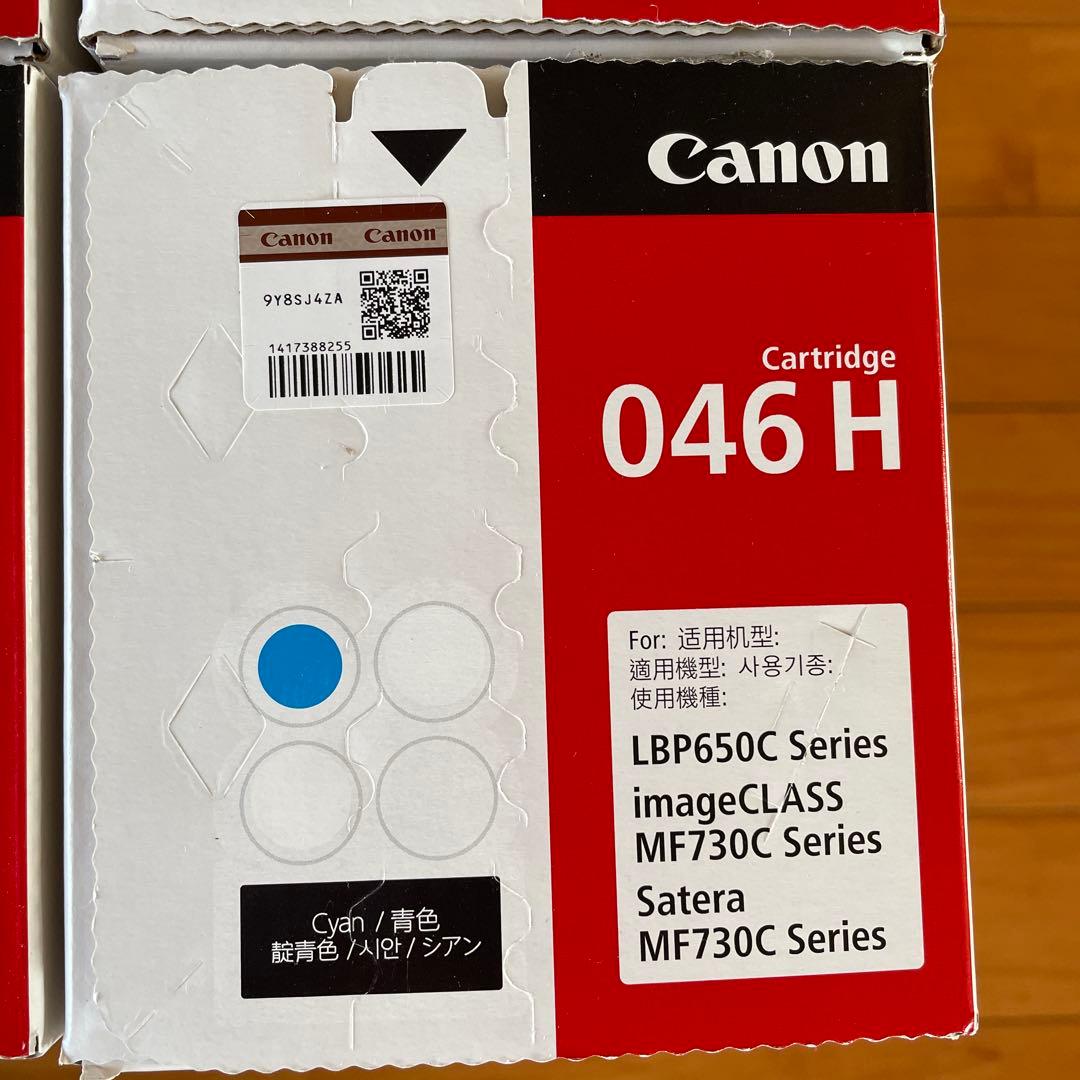 Canon
Canon Canon
9Y8SJ4ZA
1417388255
Cartridge
046 H
For: 适用机型:
適用機型: 사용기종:
使用機種:
LBP650C Series
imageCLASS
MF730C Series
Satera
MF730C Series
Cyan / 青色
靛青色 / 시안 / シアン